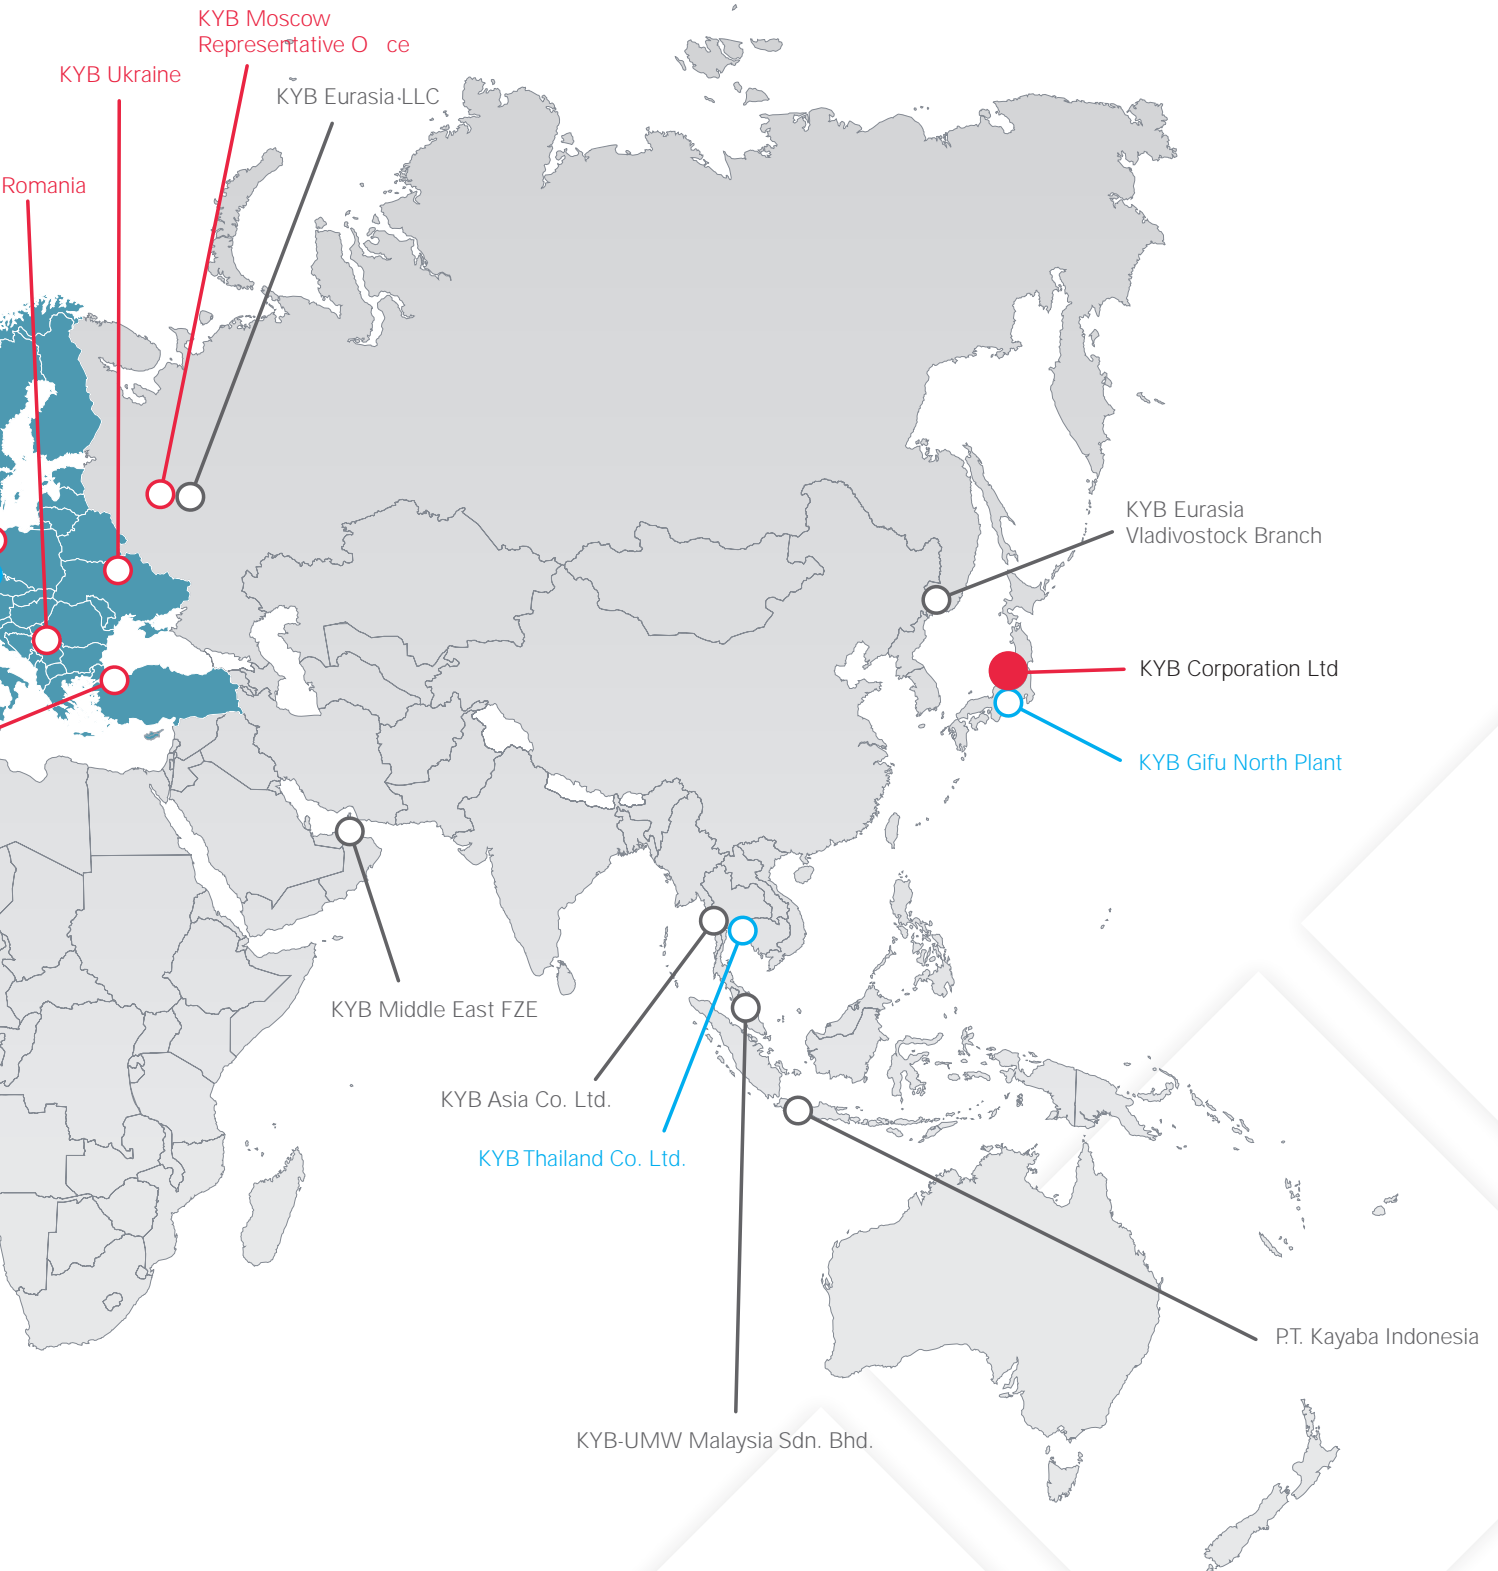 KYB Moscow
Representative O ce
KYB Ukraine
KYB Eurasia LLC
Romania
KYB Eurasia
Vladivostock Branch
KYB Corporation Ltd
KYB Gifu North Plant
KYB Middle East FZE
KYB Asia Co. Ltd.
KYB Thailand Co. Ltd.
P.T. Kayaba Indonesia
KYB-UMW Malaysia Sdn. Bhd.